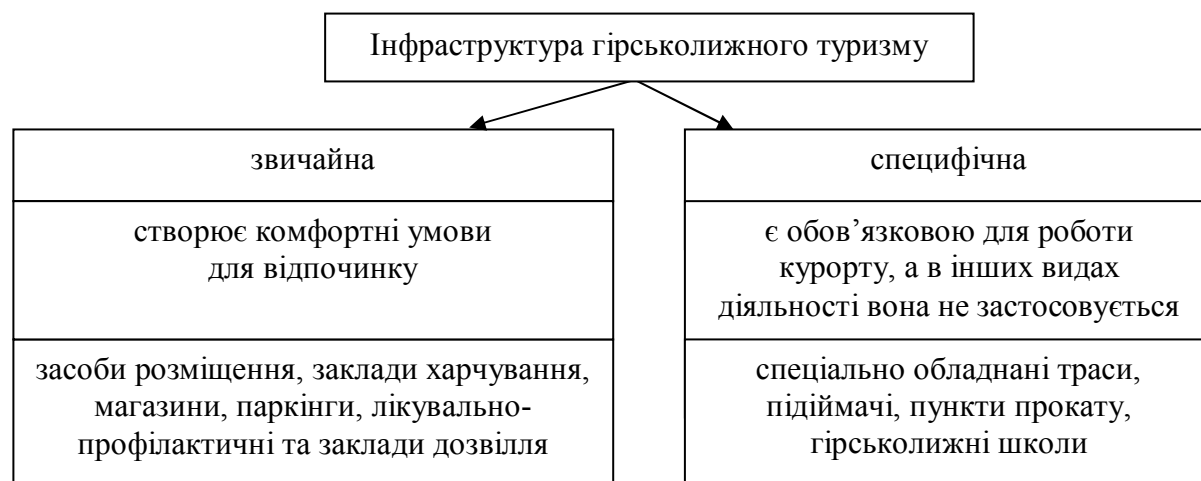 Інфраструктура гірськолижного туризму
звичайна
створює комфортні умови
для відпочинку
засоби розміщення, заклади харчування,
магазини, паркінги, лікувально-
профілактичні та заклади дозвілля
специфічна
є обов’язковою для роботи
курорту, а в інших видах
діяльності вона не застосовується
спеціально обладнані траси,
підіймачі, пункти прокату,
гірськолижні школи